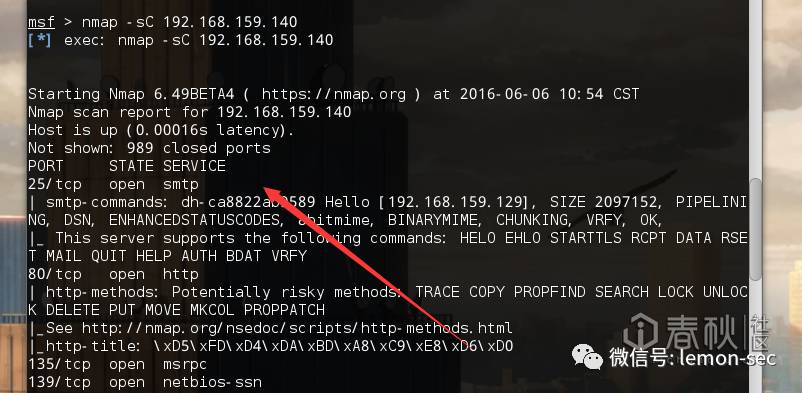 msf > nmap -sC 192.168.159.140
[*] exec: nmap -sC 192.168.159.140
Starting Nmap 6.49BETA4 ( https://nmap.org ) at 2016-06-06 10:54 CST
Nmap scan report for 192.168.159.140
Host is up (0.00016s latency).
Not shown: 989 closed ports
PORT STATE SERVICE
25/tcp open smtp
| smtp-commands: Hello [192.168.159.129], SIZE 2097152, PIPELINI
NG, DSN, ENHANCEDSTATUSCODES, 8bitmime, BINARYMIME, CHUNKING, VRFY, OK,
|_ This server supports the following commands: HELO EHLO STARTTLS RCPT DATA RSE
T MAIL QUIT HELP AUTH BDAT VRFY
80/tcp open http
| http-methods: Potentially risky methods: TRACE COPY PROPFIND SEARCH LOCK UNLOC
K DELETE PUT MOVE MKCOL PROPPATCH
|_See http://nmap.org/nsedoc/scripts/http-methods.html
|_http-title: \xD5\xFD\xD4\xDA\xBD\xA8\xC9\xE8\xD6\xD0
135/tcp open msrpc
139/tcp open netbios-ssn
春秋社区
微信号: lemon-sec